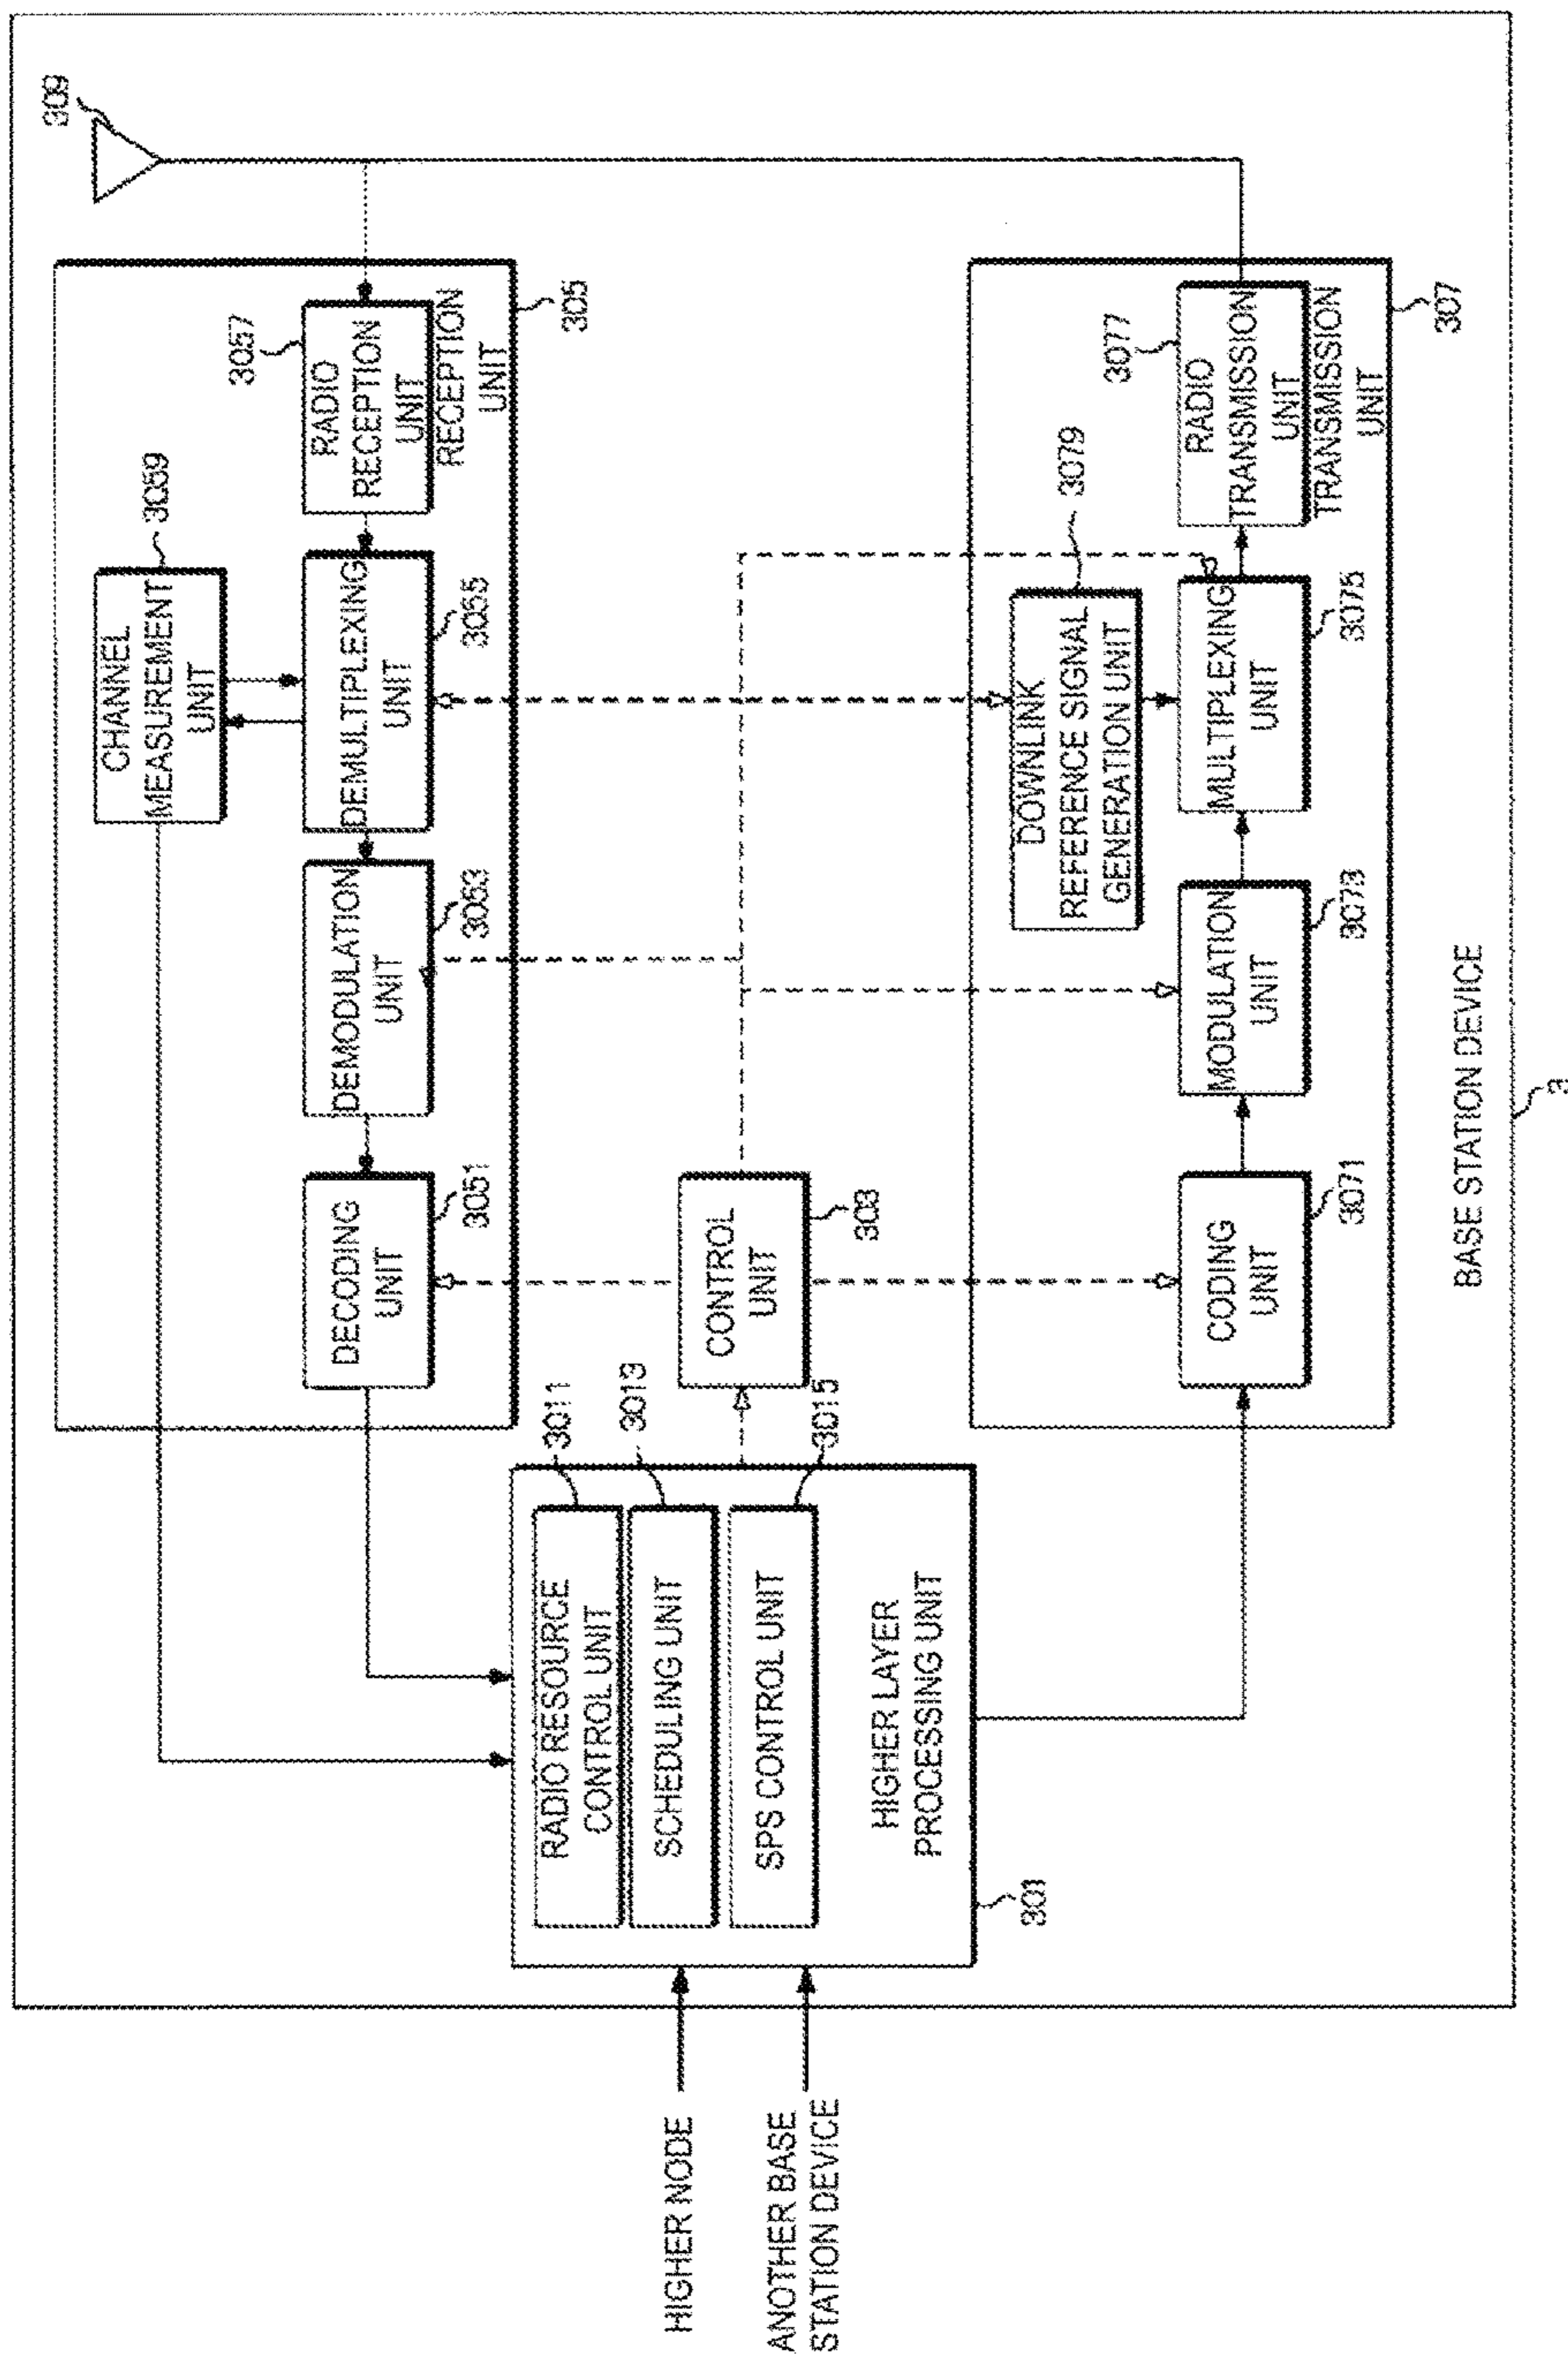 HIGHER NODE
ANOTHER BASE
STATION DEVICE
301
RADIO RESOURCE
CONTROL UNIT
3011
SCHEDULING UNIT
3013
SPS CONTROL UNIT
3015
HIGHER LAYER
PROCESSING UNIT
CONTROL
UNIT
303
DECODING
UNIT
3051
DEMODULATION
UNIT
3053
DEMULTIPLEXING
UNIT
3055
CHANNEL
MEASUREMENT
UNIT
3059
RADIO
RECEPTION
UNIT
3057
RECEPTION
UNIT
305
309
CODING
UNIT
3071
MODULATION
UNIT
3073
MULTIPLEXING
UNIT
3075
DOWNLINK
REFERENCE SIGNAL
GENERATION UNIT
3079
RADIO
TRANSMISSION
UNIT
3077
TRANSMISSION
UNIT
307
BASE STATION DEVICE
3